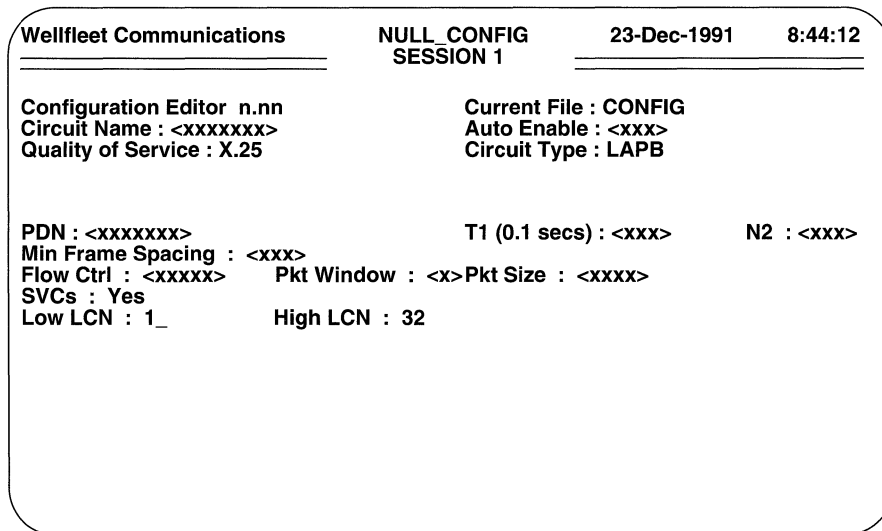 Wellfleet Communications NULL_CONFIG 23-Dec-1991 8:44:12
SESSION 1
Configuration Editor n.nn Current File : CONFIG
Circuit Name : <xxxxxxx> Auto Enable : <xxx>
Quality of Service : X.25 Circuit Type : LAPB
PDN : <xxxxxxx> T1 (0.1 secs) : <xxx> N2 : <xxx>
Min Frame Spacing : <xxx>
Flow Ctrl : <xxxxx> Pkt Window : <x>Pkt Size : <xxxx>
SVCs : Yes
Low LCN : 1_ High LCN : 32